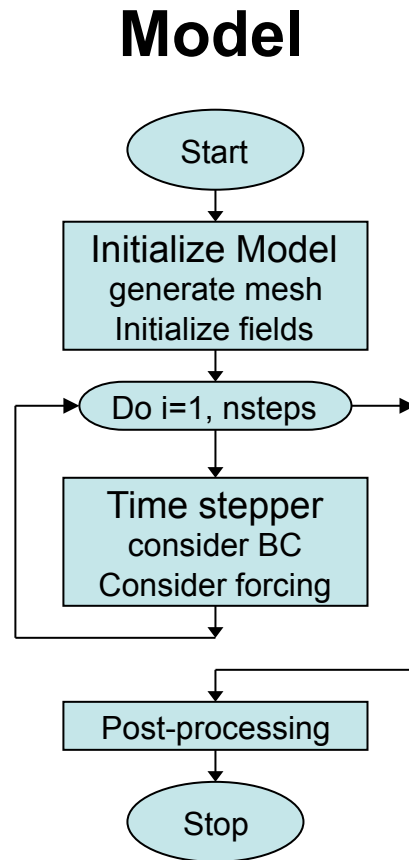 Model
Start
Initialize Model
generate mesh
Initialize fields
Do i=1, nsteps
Time stepper
consider BC
Consider forcing
Post-processing
Stop